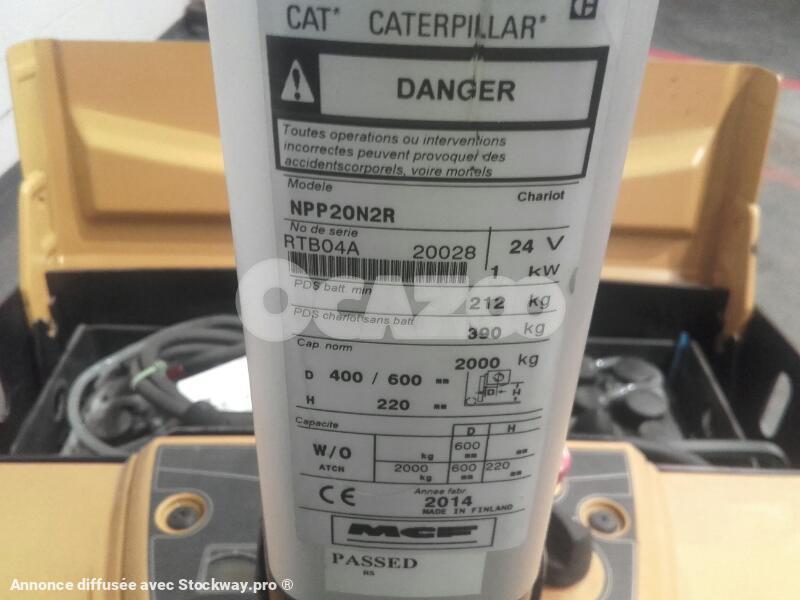 CAT® CATERPILLAR®
DANGER
Toutes operations ou interventions
incorrectes peuvent provoquer des
accidentscorporels, voire mortels
Modele
Chariot
NPP20N2R
No de serie
RTB04A 20028 24 V
1 kW
PDS batt. min 212 kg
PDS chariot sans batt 390 kg
OCAZOO
Cap. norm 2000 kg
D 400 / 600 mm
D H
H 220 mm
Capacite D H
W/O kg 600 mm mm
ATCH 2000 kg 600 mm 220 mm
CE Annee fabr
2014
MADE IN FINLAND
MCF
PASSED
Annonce diffusée avec Stockway.pro ®